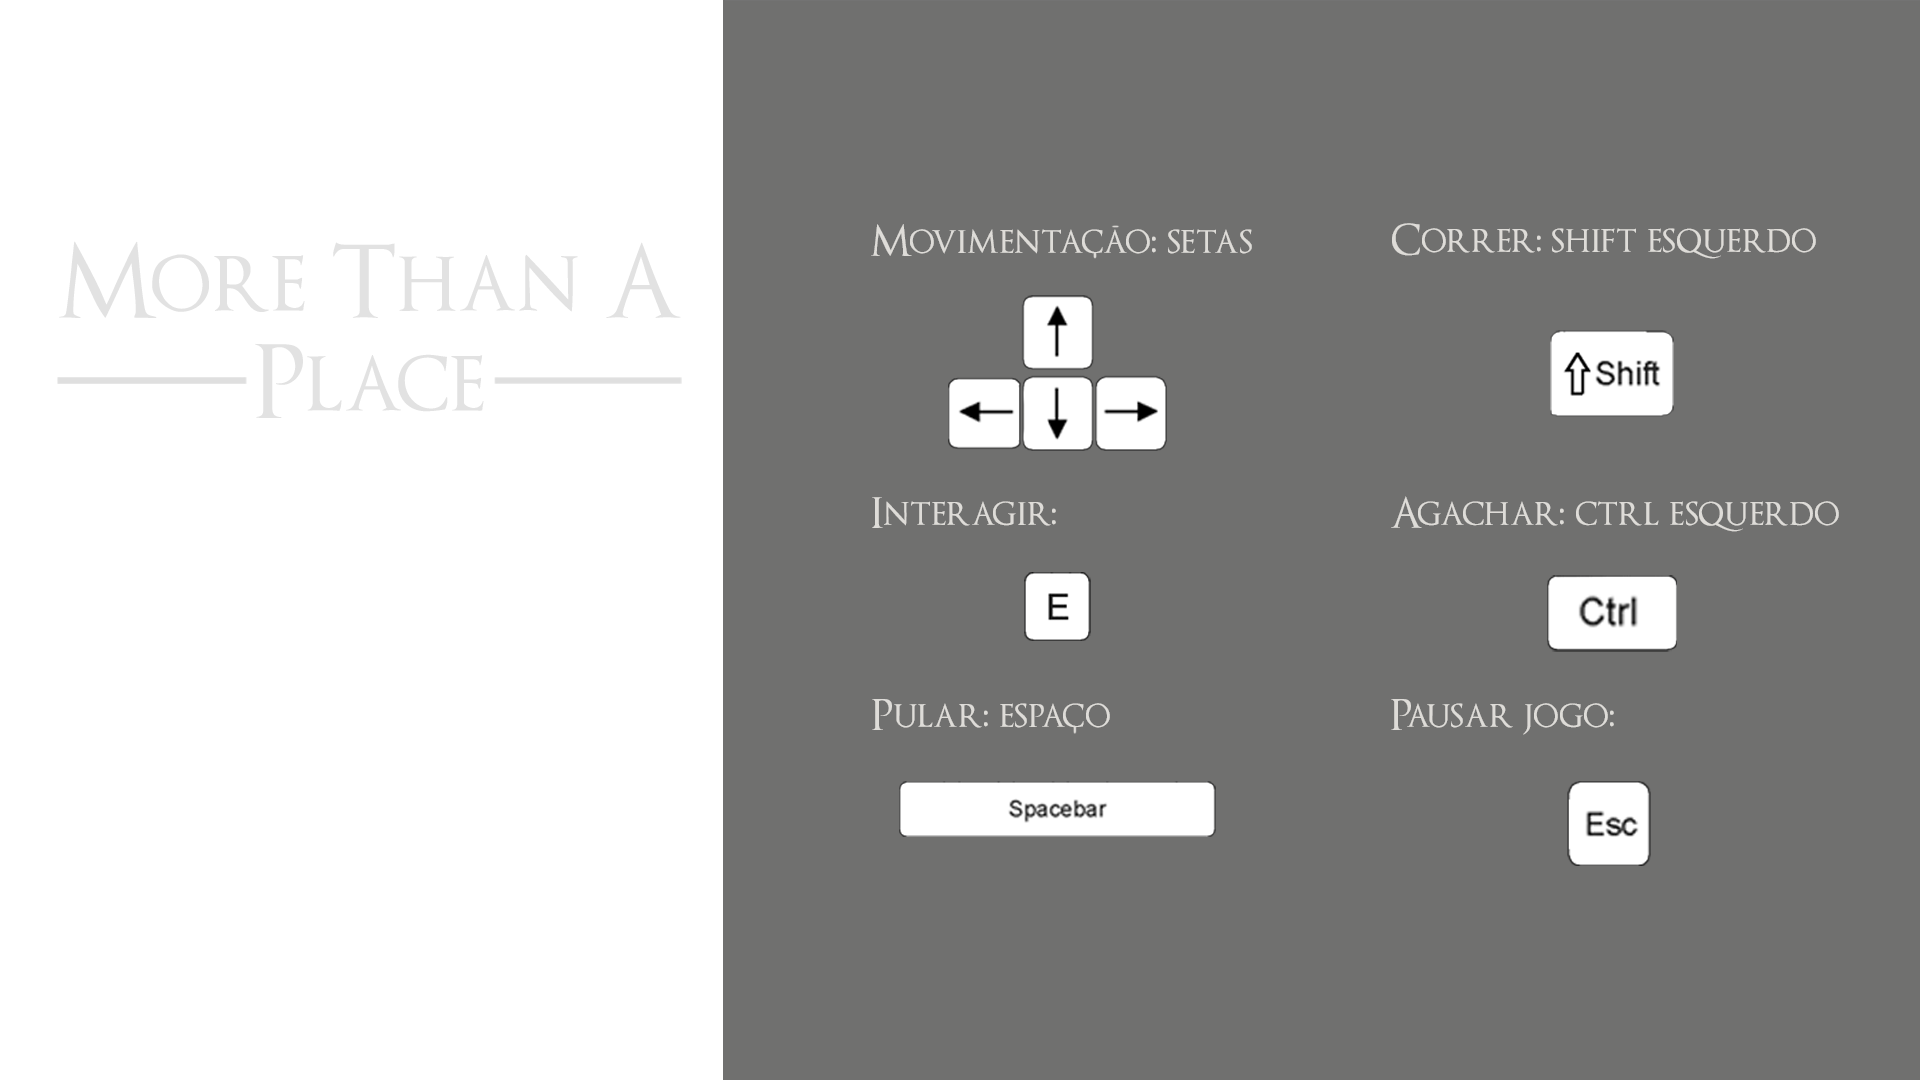 More Than A
Place
Movimentação: setas
Correr: shift esquerdo
Shift
Interagir:
Agachar: ctrl esquerdo
E
Ctrl
Pular: espaço
Pausar jogo:
Spacebar
Esc